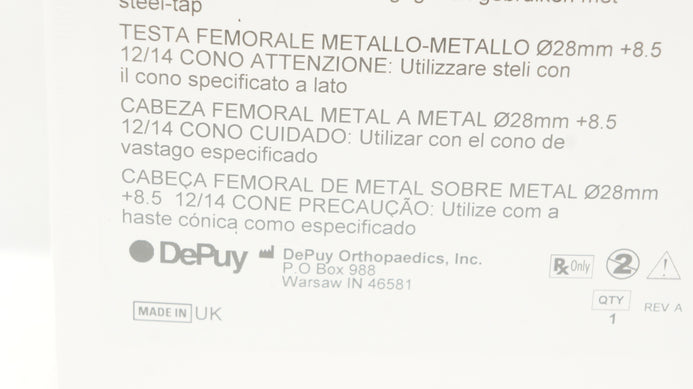 steel-tap
TESTA FEMORALE METALLO-METALLO Ø28mm +8.5
12/14 CONO ATTENZIONE: Utilizzare steli con
il cono specificato a lato
CABEZA FEMORAL METAL A METAL Ø28mm +8.5
12/14 CONO CUIDADO: Utilizar con el cono de
vastago especificado
CABEÇA FEMORAL DE METAL SOBRE METAL Ø28mm
+8.5 12/14 CONE PRECAUÇÃO: Utilize com a
haste cónica como especificado
DePuy
DePuy Orthopaedics, Inc.
P.O Box 988
Warsaw IN 46581
Rx Only
2
MADE IN UK
QTY
1
REV A